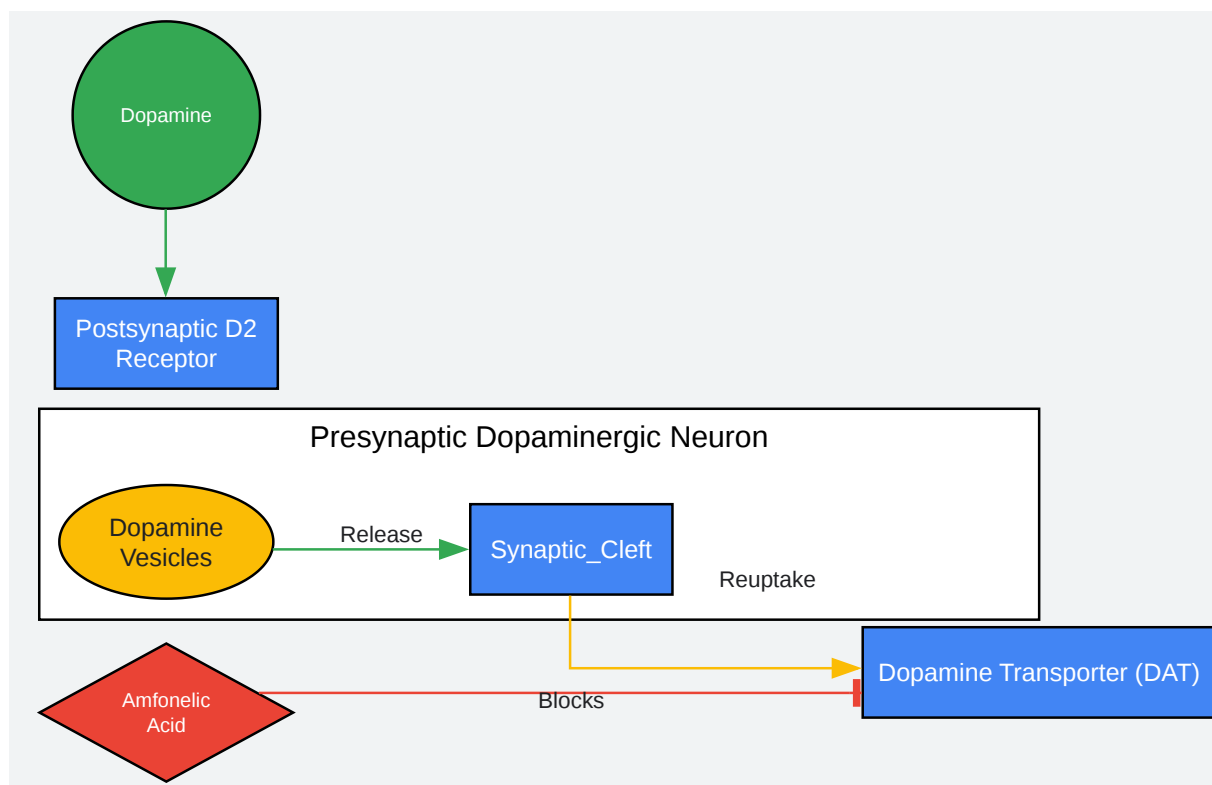 Dopamine
Postsynaptic D2
Receptor
Presynaptic Dopaminergic Neuron
Dopamine
Vesicles
Release
Synaptic_Cleft
Reuptake
Dopamine Transporter (DAT)
Amfonelic
Acid
Blocks